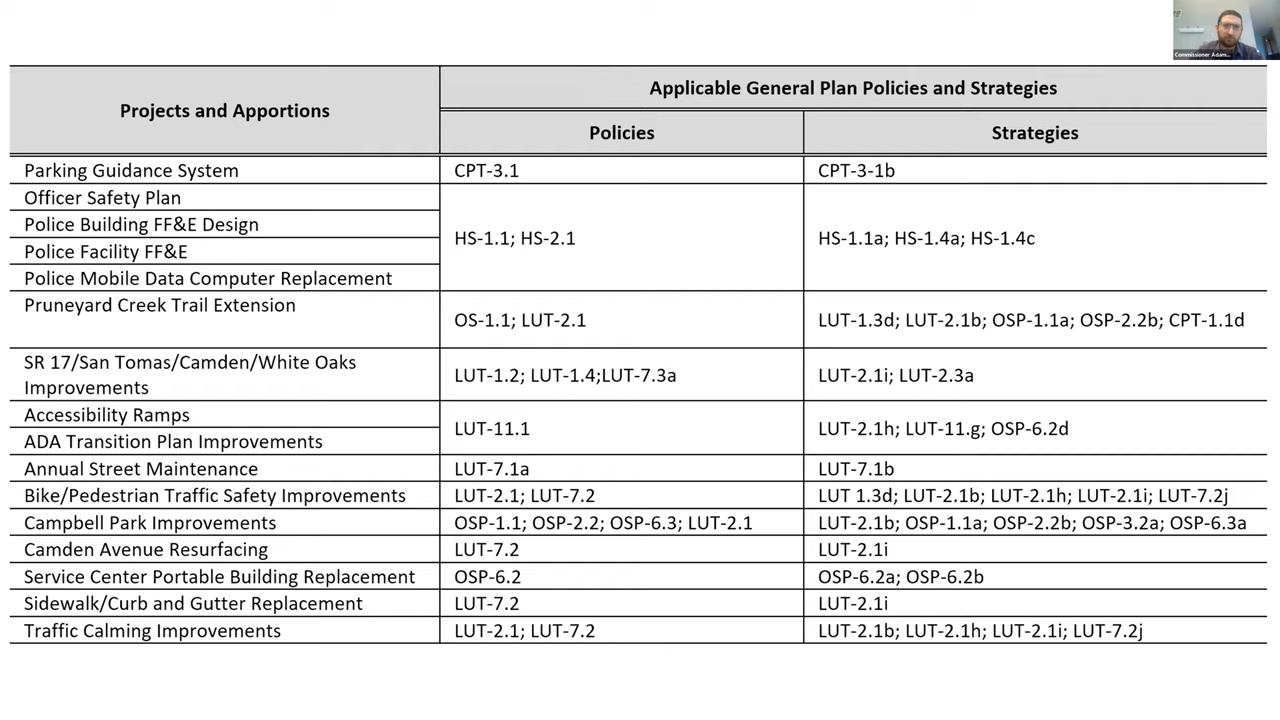 Commissioner Adam...
Projects and Apportions
Applicable General Plan Policies and Strategies
Policies
Strategies
Parking Guidance System
CPT-3.1
CPT-3-1b
Officer Safety Plan
Police Building FF&E Design
Police Facility FF&E
Police Mobile Data Computer Replacement
HS-1.1; HS-2.1
HS-1.1a; HS-1.4a; HS-1.4c
Pruneyard Creek Trail Extension
OS-1.1; LUT-2.1
LUT-1.3d; LUT-2.1b; OSP-1.1a; OSP-2.2b; CPT-1.1d
SR 17/San Tomas/Camden/White Oaks
Improvements
LUT-1.2; LUT-1.4;LUT-7.3a
LUT-2.1i; LUT-2.3a
Accessibility Ramps
ADA Transition Plan Improvements
LUT-11.1
LUT-2.1h; LUT-11.g; OSP-6.2d
Annual Street Maintenance
LUT-7.1a
LUT-7.1b
Bike/Pedestrian Traffic Safety Improvements
LUT-2.1; LUT-7.2
LUT 1.3d; LUT-2.1b; LUT-2.1h; LUT-2.1i; LUT-7.2j
Campbell Park Improvements
OSP-1.1; OSP-2.2; OSP-6.3; LUT-2.1
LUT-2.1b; OSP-1.1a; OSP-2.2b; OSP-3.2a; OSP-6.3a
Camden Avenue Resurfacing
LUT-7.2
LUT-2.1i
Service Center Portable Building Replacement
OSP-6.2
OSP-6.2a; OSP-6.2b
Sidewalk/Curb and Gutter Replacement
LUT-7.2
LUT-2.1i
Traffic Calming Improvements
LUT-2.1; LUT-7.2
LUT-2.1b; LUT-2.1h; LUT-2.1i; LUT-7.2j